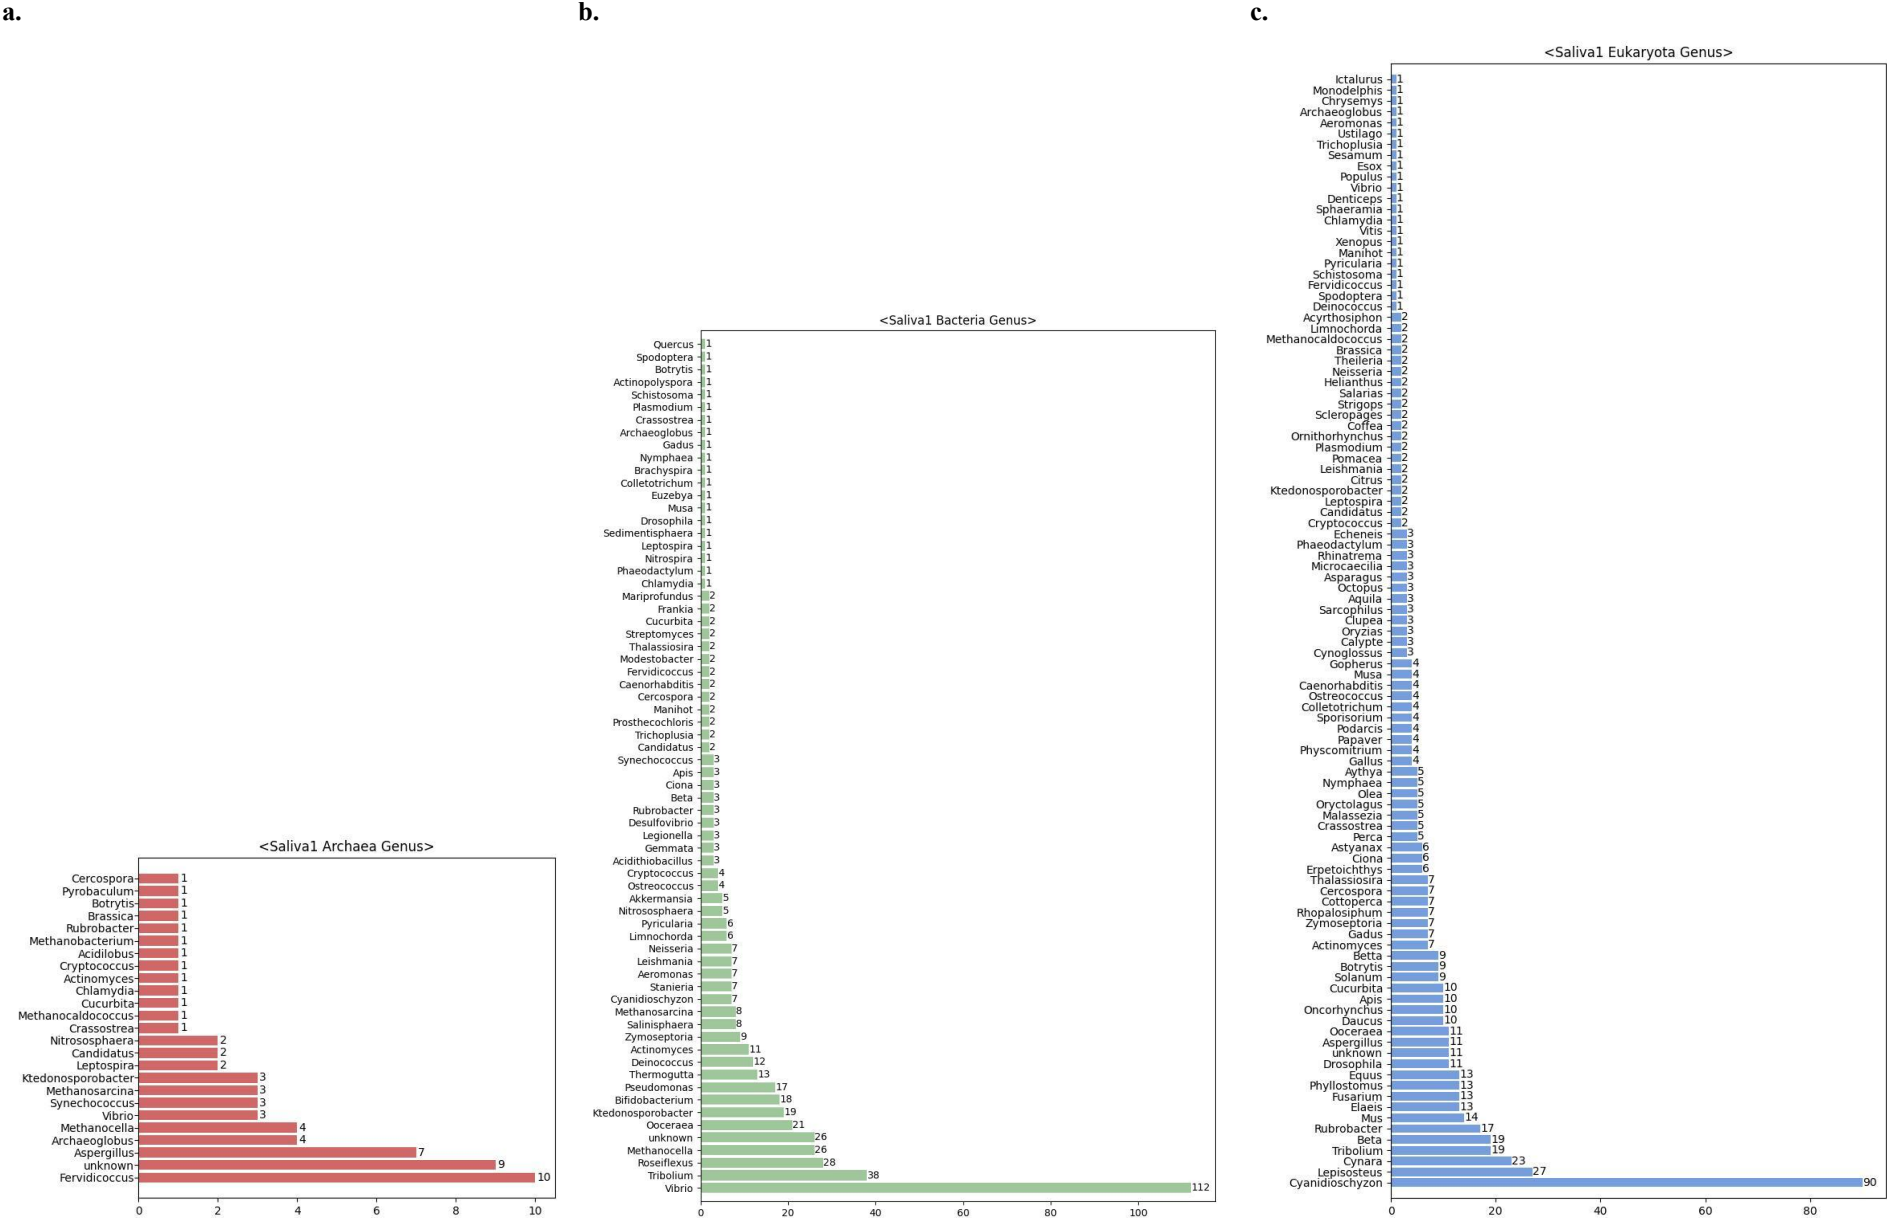 a.
<Saliva1 Archaea Genus>
Cercospora 1
Pyrobaculum 1
Botrytis 1
Brassica 1
Rubrobacter 1
Methanobacterium 1
Acidilobus 1
Cryptococcus 1
Actinomyces 1
Chlamydia 1
Cucurbita 1
Methanocaldococcus 1
Crassostrea 1
Nitrososphaera 2
Candidatus 2
Leptospira 2
Ktedonosporobacter 3
Methanosarcina 3
Synechococcus 3
Vibrio 3
Methanocella 4
Archaeoglobus 4
Aspergillus 7
unknown 9
Fervidicoccus 10
0 2 4 6 8 10
b.
<Saliva1 Bacteria Genus>
Quercus 1
Spodoptera 1
Botrytis 1
Actinopolyspora 1
Schistosoma 1
Plasmodium 1
Crassostrea 1
Archaeoglobus 1
Gadus 1
Nymphaea 1
Brachyspira 1
Colletotrichum 1
Euzebya 1
Musa 1
Drosophila 1
Sedimentisphaera 1
Leptospira 1
Nitrospira 1
Phaeodactylum 1
Chlamydia 1
Mariprofundus 2
Frankia 2
Cucurbita 2
Streptomyces 2
Thalassiosira 2
Modestobacter 2
Fervidicoccus 2
Caenorhabditis 2
Cercospora 2
Manihot 2
Prosthecochloris 2
Trichoplusia 2
Candidatus 2
Synechococcus 3
Apis 3
Ciona 3
Beta 3
Rubrobacter 3
Desulfovibrio 3
Legionella 3
Gemmata 3
Acidithiobacillus 3
Cryptococcus 4
Ostreococcus 4
Akkermansia 5
Nitrososphaera 5
Pyricularia 6
Limnochorda 6
Neisseria 7
Leishmania 7
Aeromonas 7
Stanieria 7
Cyanidioschyzon 7
Methanosarcina 8
Salinisphaera 8
Zymoseptoria 9
Actinomyces 11
Deinococcus 12
Thermogutta 13
Pseudomonas 17
Bifidobacterium 18
Ktedonosporobacter 19
Ooceraea 21
unknown 26
Methanocella 26
Roseiflexus 28
Tribolium 38
Vibrio 112
0 20 40 60 80 100
c.
<Saliva1 Eukaryota Genus>
Ictalurus 1
Monodelphis 1
Chrysemys 1
Archaeoglobus 1
Aeromonas 1
Ustilago 1
Trichoplusia 1
Sesamum 1
Esox 1
Populus 1
Vibrio 1
Denticeps 1
Sphaeramia 1
Chlamydia 1
Vitis 1
Xenopus 1
Manihot 1
Pyricularia 1
Schistosoma 1
Fervidicoccus 1
Spodoptera 1
Deinococcus 1
Acyrthosiphon 2
Limnochorda 2
Methanocaldococcus 2
Brassica 2
Theileria 2
Neisseria 2
Helianthus 2
Salarias 2
Strigops 2
Scleropages 2
Coffea 2
Ornithorhynchus 2
Plasmodium 2
Pomacea 2
Leishmania 2
Citrus 2
Ktedonosporobacter 2
Leptospira 2
Candidatus 2
Cryptococcus 2
Echeneis 3
Phaeodactylum 3
Rhinatrema 3
Microcaecilia 3
Asparagus 3
Octopus 3
Aquila 3
Sarcophilus 3
Clupea 3
Oryzias 3
Calypte 3
Cynoglossus 3
Gopherus 4
Musa 4
Caenorhabditis 4
Ostreococcus 4
Colletotrichum 4
Sporisorium 4
Podarcis 4
Papaver 4
Physcomitrium 4
Gallus 4
Aythya 5
Nymphaea 5
Olea 5
Oryctolagus 5
Malassezia 5
Crassostrea 5
Perca 5
Astyanax 6
Ciona 6
Erpetoichthys 6
Thalassiosira 7
Cercospora 7
Cottoperca 7
Rhopalosiphum 7
Zymoseptoria 7
Gadus 7
Actinomyces 7
Betta 9
Botrytis 9
Solanum 9
Cucurbita 10
Apis 10
Oncorhynchus 10
Daucus 10
Ooceraea 11
Aspergillus 11
unknown 11
Drosophila 11
Equus 13
Phyllostomus 13
Fusarium 13
Elaeis 13
Mus 14
Rubrobacter 17
Beta 19
Tribolium 19
Cynara 23
Lepisosteus 27
Cyanidioschyzon 90
0 20 40 60 80